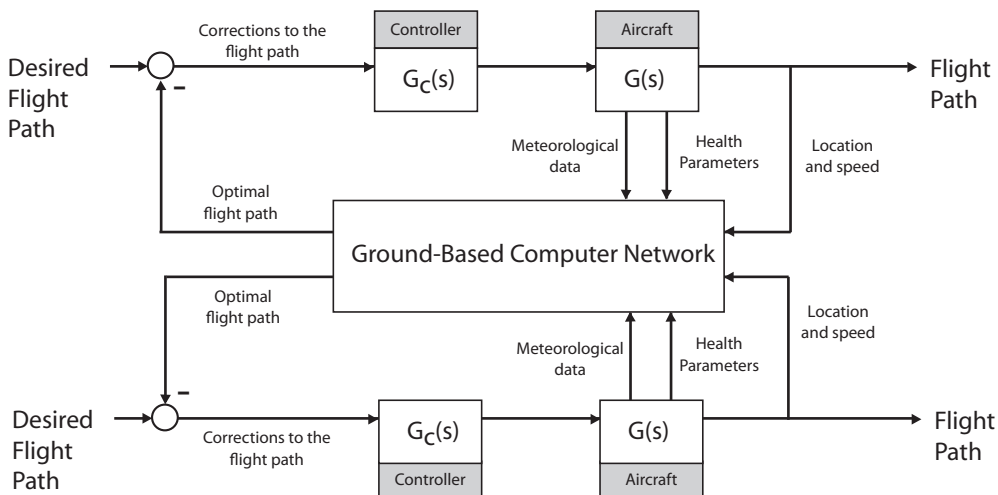 Corrections to the
flight path
Controller
Aircraft
Desired
Flight
Path
-
Gc(s)
G(s)
Flight
Path
Meteorological
data
Health
Parameters
Location
and speed
Optimal
flight path
Ground-Based Computer Network
Optimal
flight path
Location
and speed
Meteorological
data
Health
Parameters
-
Desired
Flight
Path
Corrections to the
flight path
Gc(s)
Controller
G(s)
Aircraft
Flight
Path